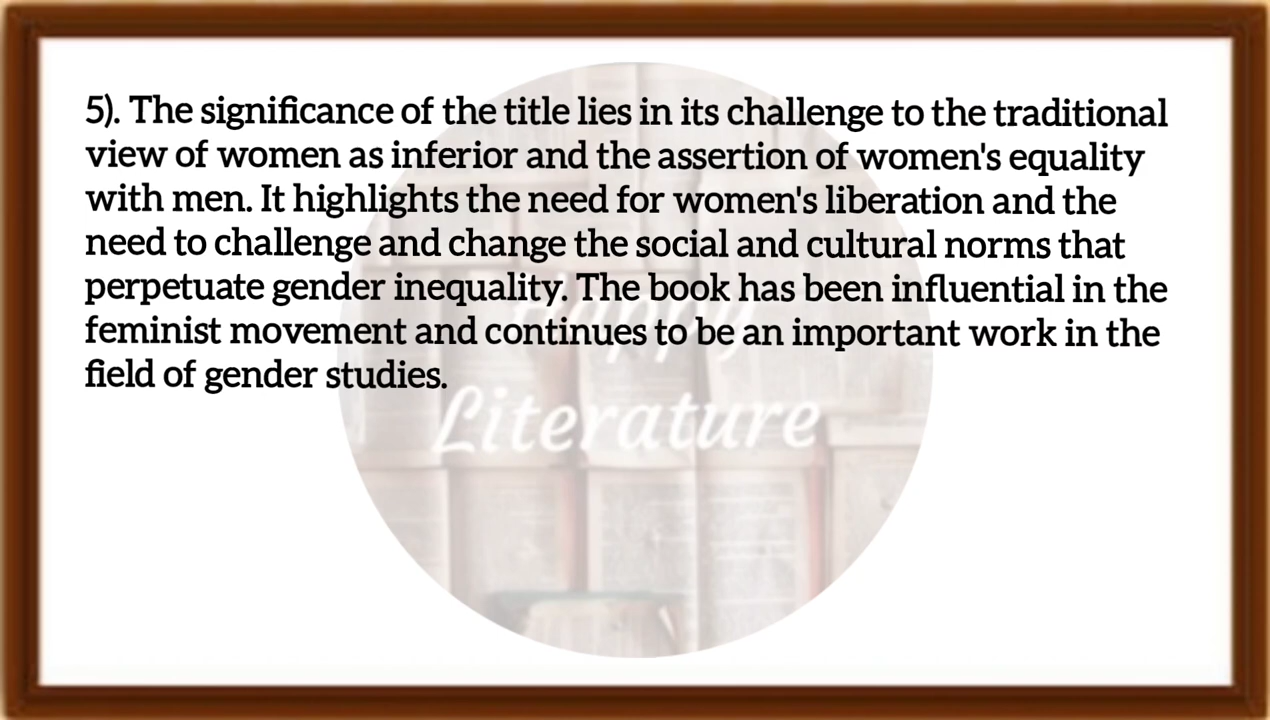 5). The significance of the title lies in its challenge to the traditional
view of women as inferior and the assertion of women's equality
with men. It highlights the need for women's liberation and the
need to challenge and change the social and cultural norms that
perpetuate gender inequality. The book has been influential in the
feminist movement and continues to be an important work in the
field of gender studies.
Happy
Literature